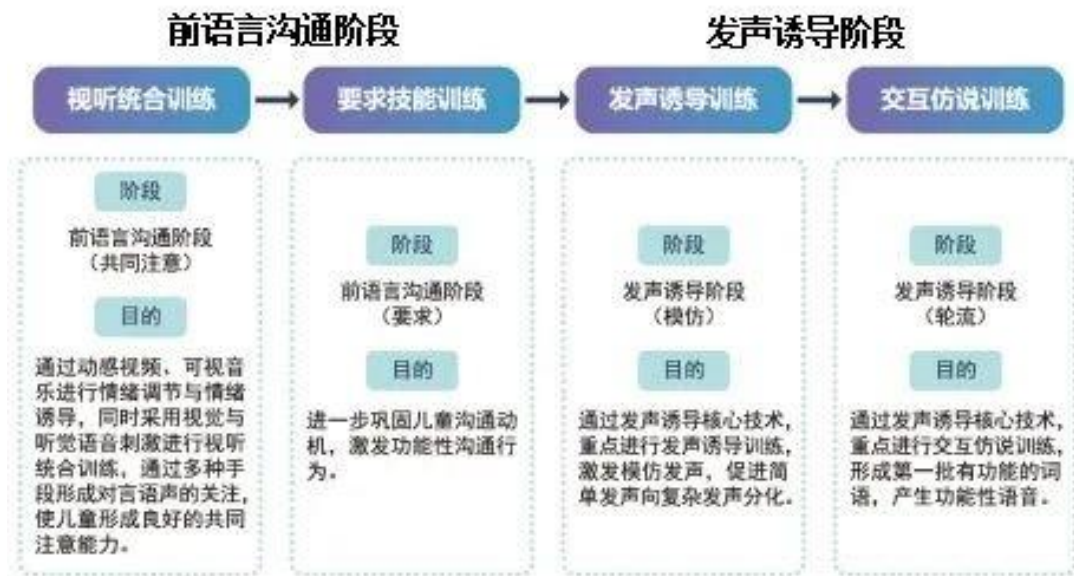 前语言沟通阶段
发声诱导阶段
视听统合训练
要求技能训练
发声诱导训练
交互仿说训练
阶段
前语言沟通阶段
（共同注意）
目的
通过动感视频、可视音
乐进行情绪调节与情绪
诱导，同时采用视觉与
听觉语音刺激进行视听
统合训练，通过多种手
段形成对言语声的关注，
使儿童形成良好的共同
注意能力。
阶段
前语言沟通阶段
（要求）
目的
进一步巩固儿童沟通动
机，激发功能性沟通行
为。
阶段
发声诱导阶段
（模仿）
目的
通过发声诱导核心技术，
重点进行发声诱导训练，
激发模仿发声，促进简
单发声向复杂发声分化。
阶段
发声诱导阶段
（轮流）
目的
通过发声诱导核心技术，
重点进行交互仿说训练，
形成第一批有功能的词
语，产生功能性语音。